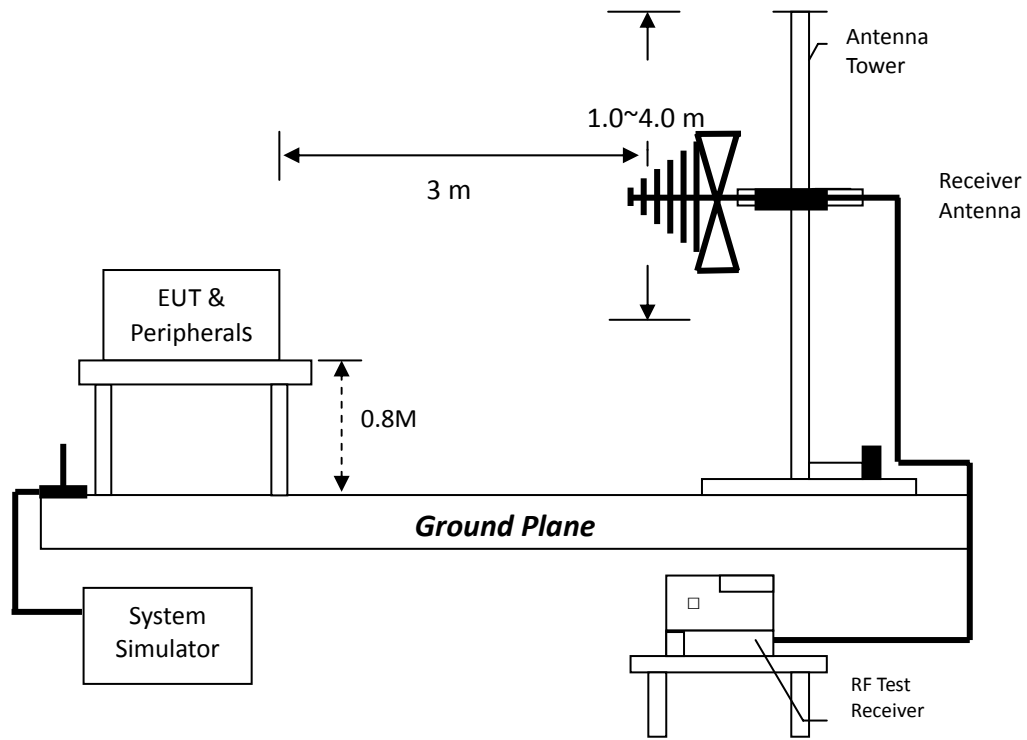 Antenna
Tower
1.0~4.0 m
3 m
Receiver
Antenna
EUT &
Peripherals
0.8M
Ground Plane
System
Simulator
RF Test
Receiver